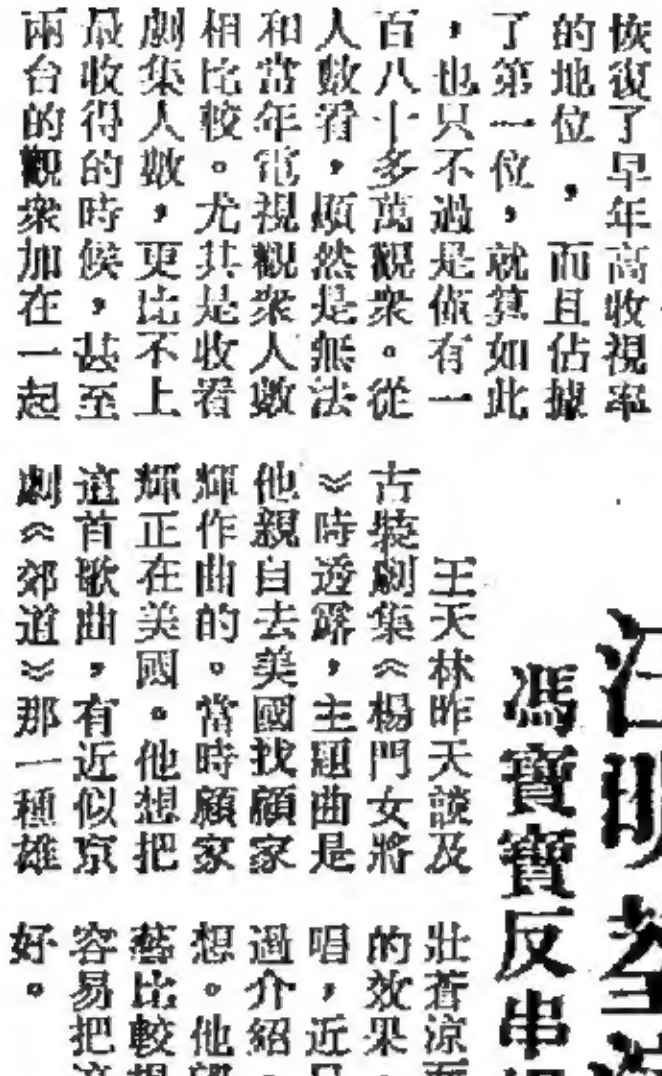 恢復了早年高收視率
的地位，而且佔據
了第一位，就算如此
，也只不過是僅有一
百八十多萬觀衆。從
人數看，顯然是無法
和當年電視觀衆人數
相比較。尤其是收看
劇集人數，更比不上
最收得的時候，甚至
兩台的觀衆加在一起
汪明荃
馮寶寶反串
王天林昨天談及
古裝劇集《楊門女將
》時透露，主題曲是
他親自去美國找顧家
輝作曲的。當時顧家
輝正在美國。他想把
這首歌曲，有近似京
劇《郊道》那一種雄
壯蒼涼
的效果
唱，近
過介紹
想。他
藝比較
容易把
好。